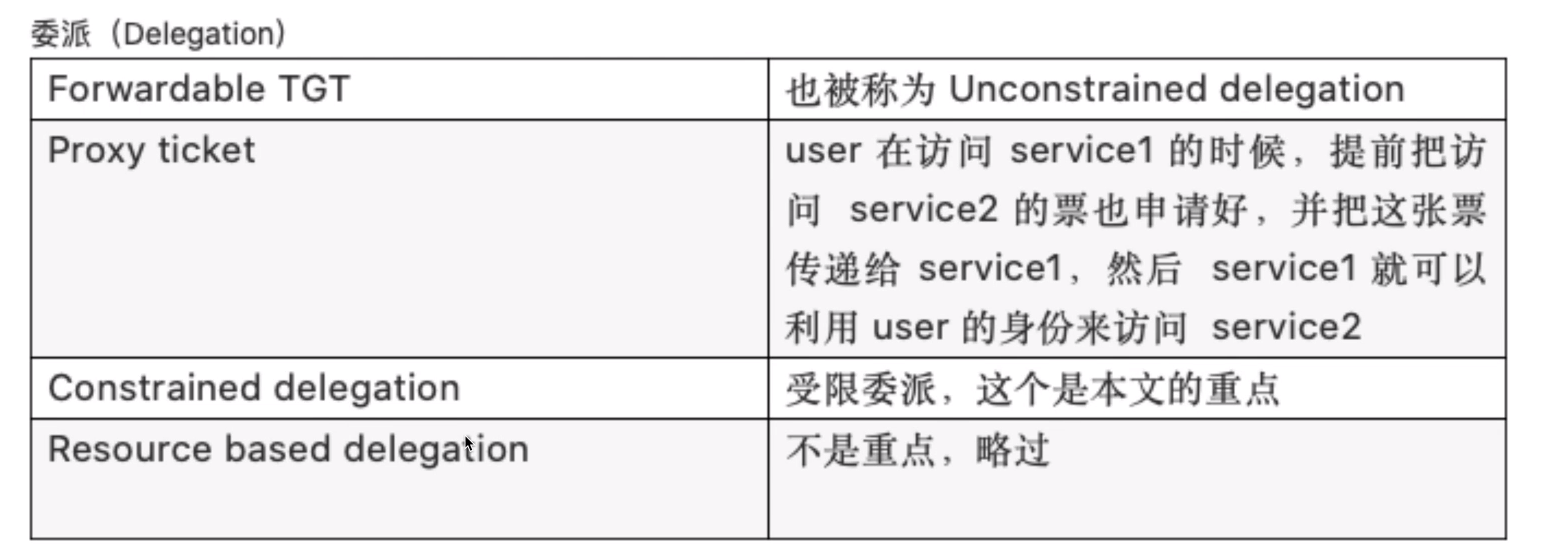 委派（Delegation）
Forwardable TGT
也被称为 Unconstrained delegation
Proxy ticket
user 在访问 service1 的时候，提前把访
问 service2 的票也申请好，并把这张票
传递给 service1，然后 service1 就可以
利用 user 的身份来访问 service2
Constrained delegation
受限委派，这个是本文的重点
Resource based delegation
不是重点，略过